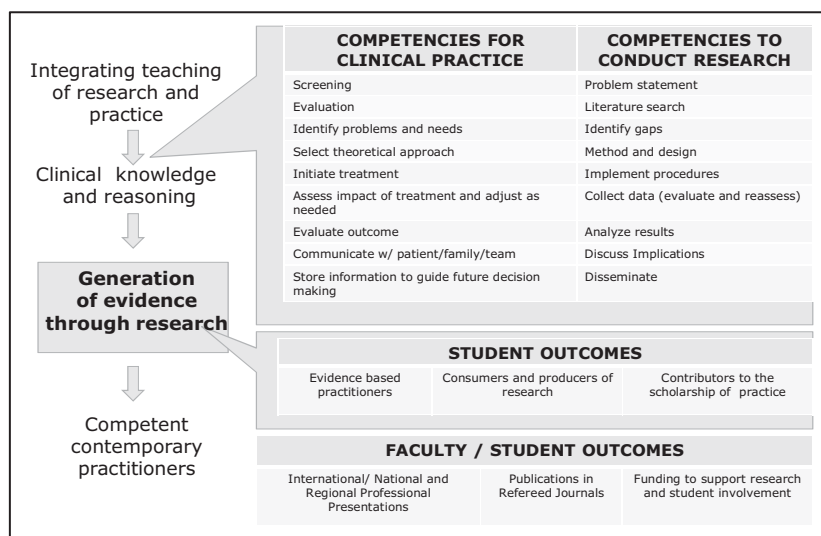 Integrating teaching
of research and
practice
Clinical knowledge
and reasoning
Generation
of evidence
through research
Competent
contemporary
practitioners
COMPETENCIES FOR
CLINICAL PRACTICE
COMPETENCIES TO
CONDUCT RESEARCH
Screening
Problem statement
Evaluation
Literature search
Identify problems and needs
Identify gaps
Select theoretical approach
Method and design
Initiate treatment
Implement procedures
Assess impact of treatment and adjust as
needed
Collect data (evaluate and reassess)
Evaluate outcome
Analyze results
Communicate w/ patient/family/team
Discuss Implications
Store information to guide future decision
making
Disseminate
STUDENT OUTCOMES
Evidence based
practitioners
Consumers and producers of
research
Contributors to the
scholarship of practice
FACULTY / STUDENT OUTCOMES
International/ National and
Regional Professional
Presentations
Publications in
Refereed Journals
Funding to support research
and student involvement